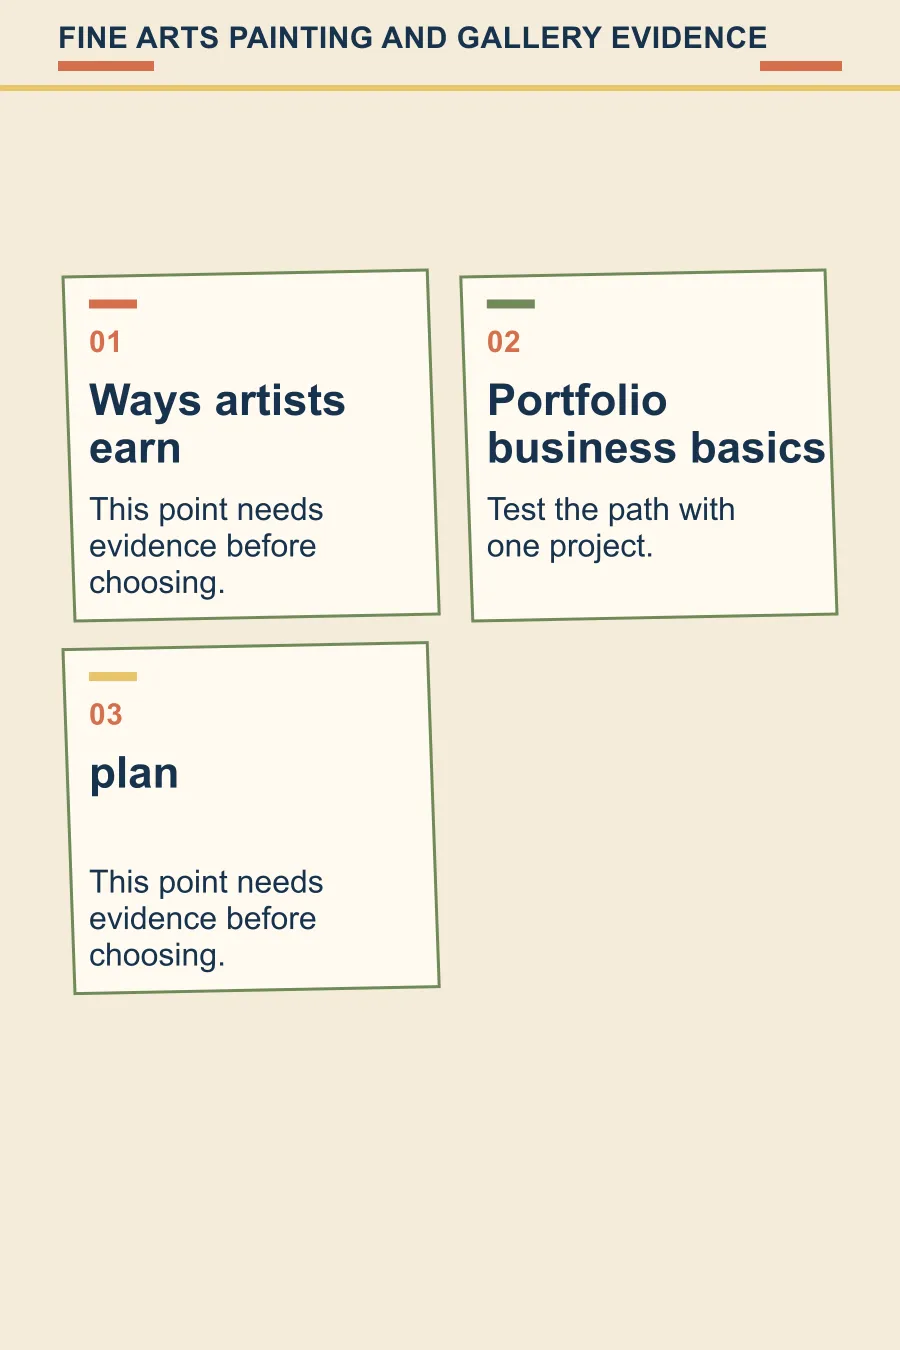 FINE ARTS PAINTING AND GALLERY EVIDENCE
01
Ways artists
earn
This point needs
evidence before
choosing.
02
Portfolio
business basics
Test the path with
one project.
03
plan
This point needs
evidence before
choosing.